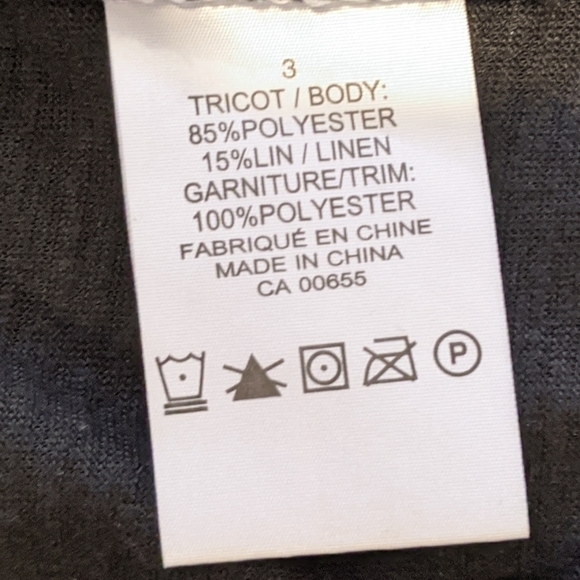 3
TRICOT / BODY:
85%POLYESTER
15%LIN / LINEN
GARNITURE/TRIM:
100%POLYESTER
FABRIQUÉ EN CHINE
MADE IN CHINA
CA 00655
P